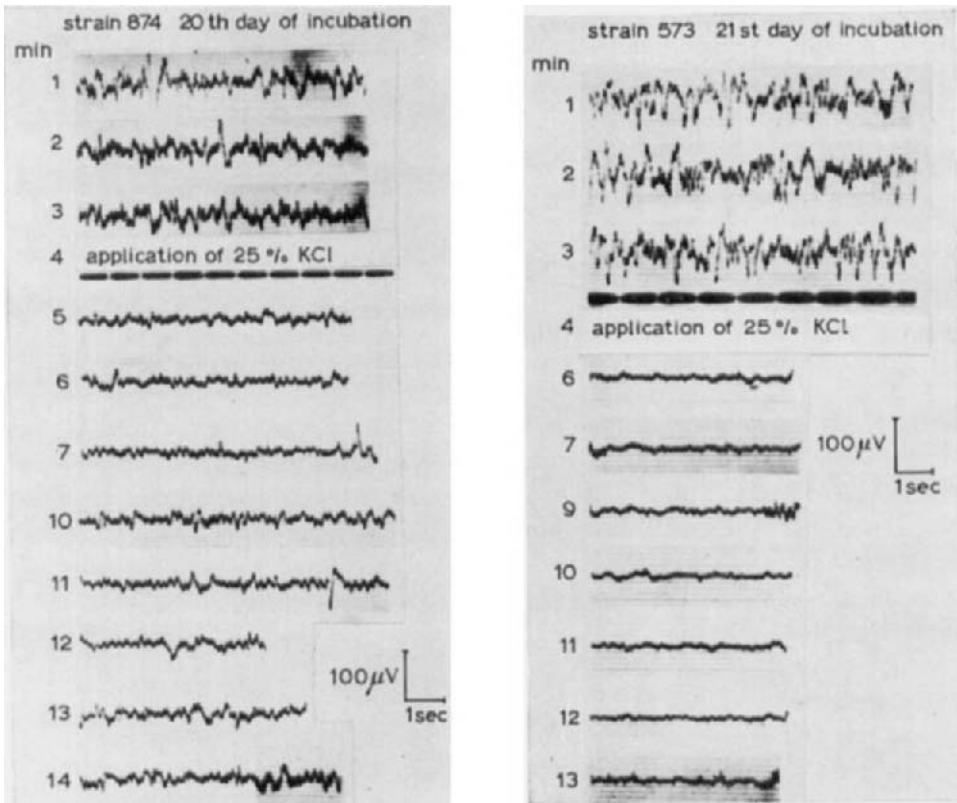 strain 874 20 th day of incubation
min
1
2
3
4 application of 25 % KCl
5
6
7
10
11
12
100 µV
1 sec
13
14
strain 573 21 st day of incubation
min
1
2
3
4 application of 25 % KCl
6
7
100 µV
1 sec
9
10
11
12
13